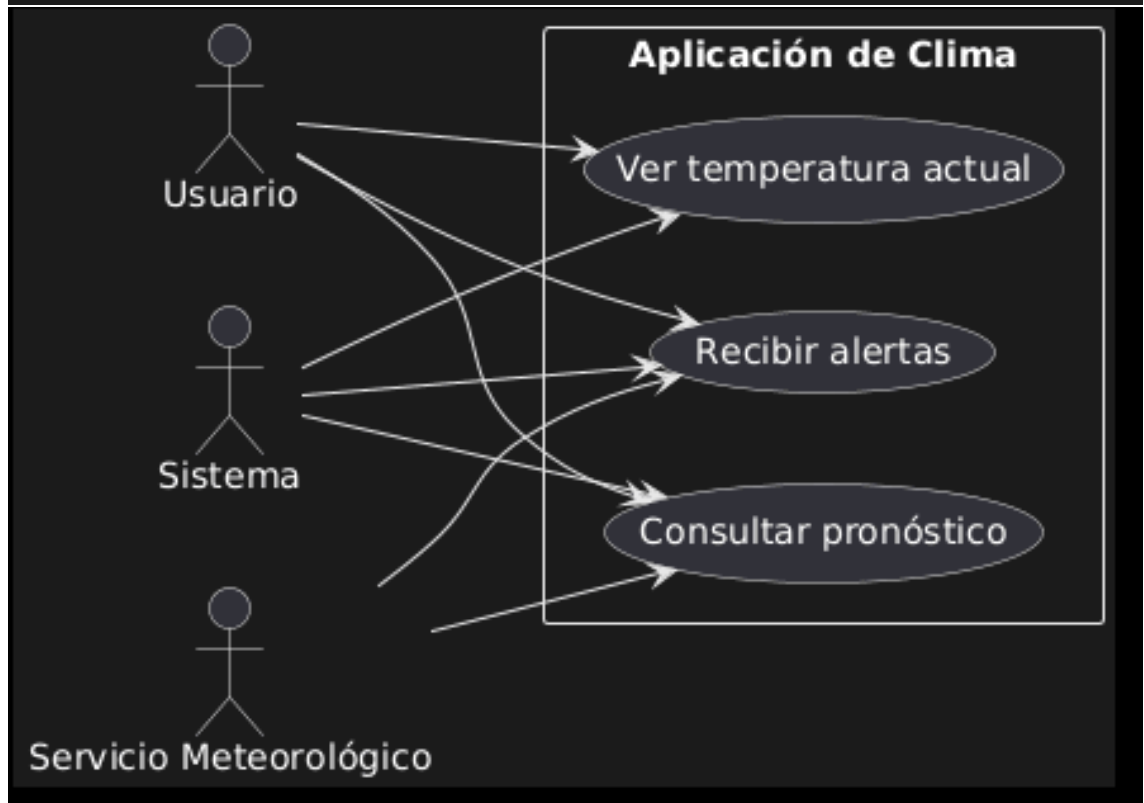 Aplicación de Clima
Usuario
Ver temperatura actual
Sistema
Recibir alertas
Consultar pronóstico
Servicio Meteorológico